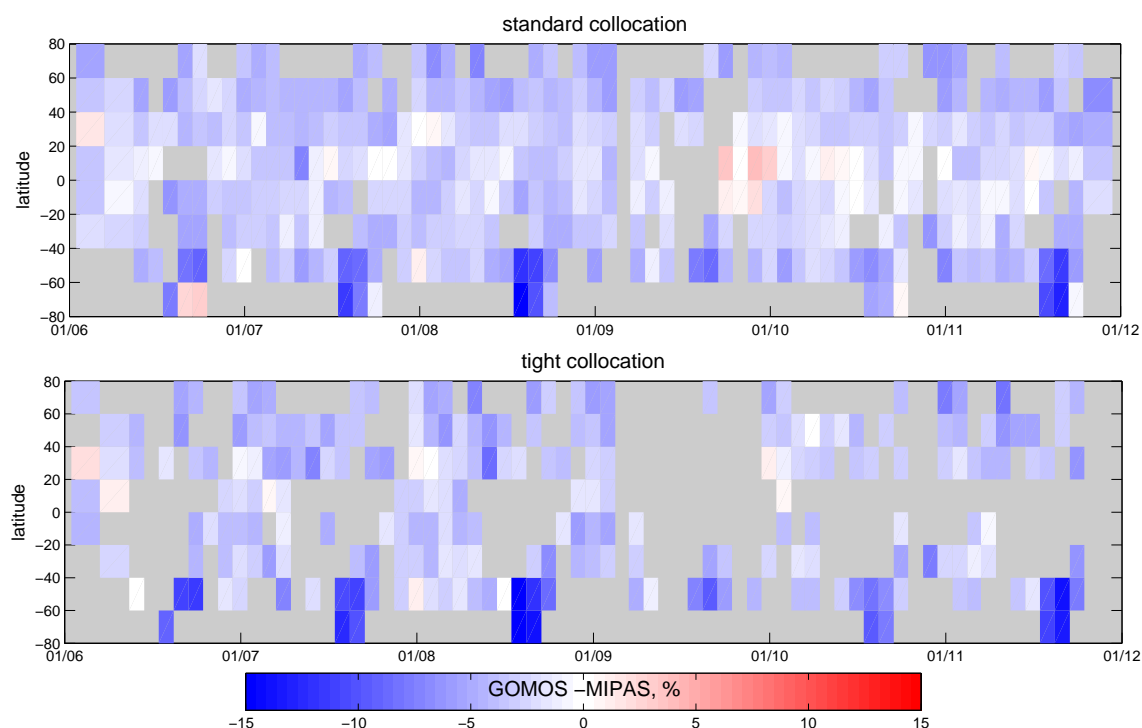 standard collocation
latitude
80
60
40
20
0
−20
−40
−60
−80
01/06 01/07 01/08 01/09 01/10 01/11 01/12
tight collocation
latitude
80
60
40
20
0
−20
−40
−60
−80
01/06 01/07 01/08 01/09 01/10 01/11 01/12
GOMOS −MIPAS, %
−15 −10 −5 0 5 10 15